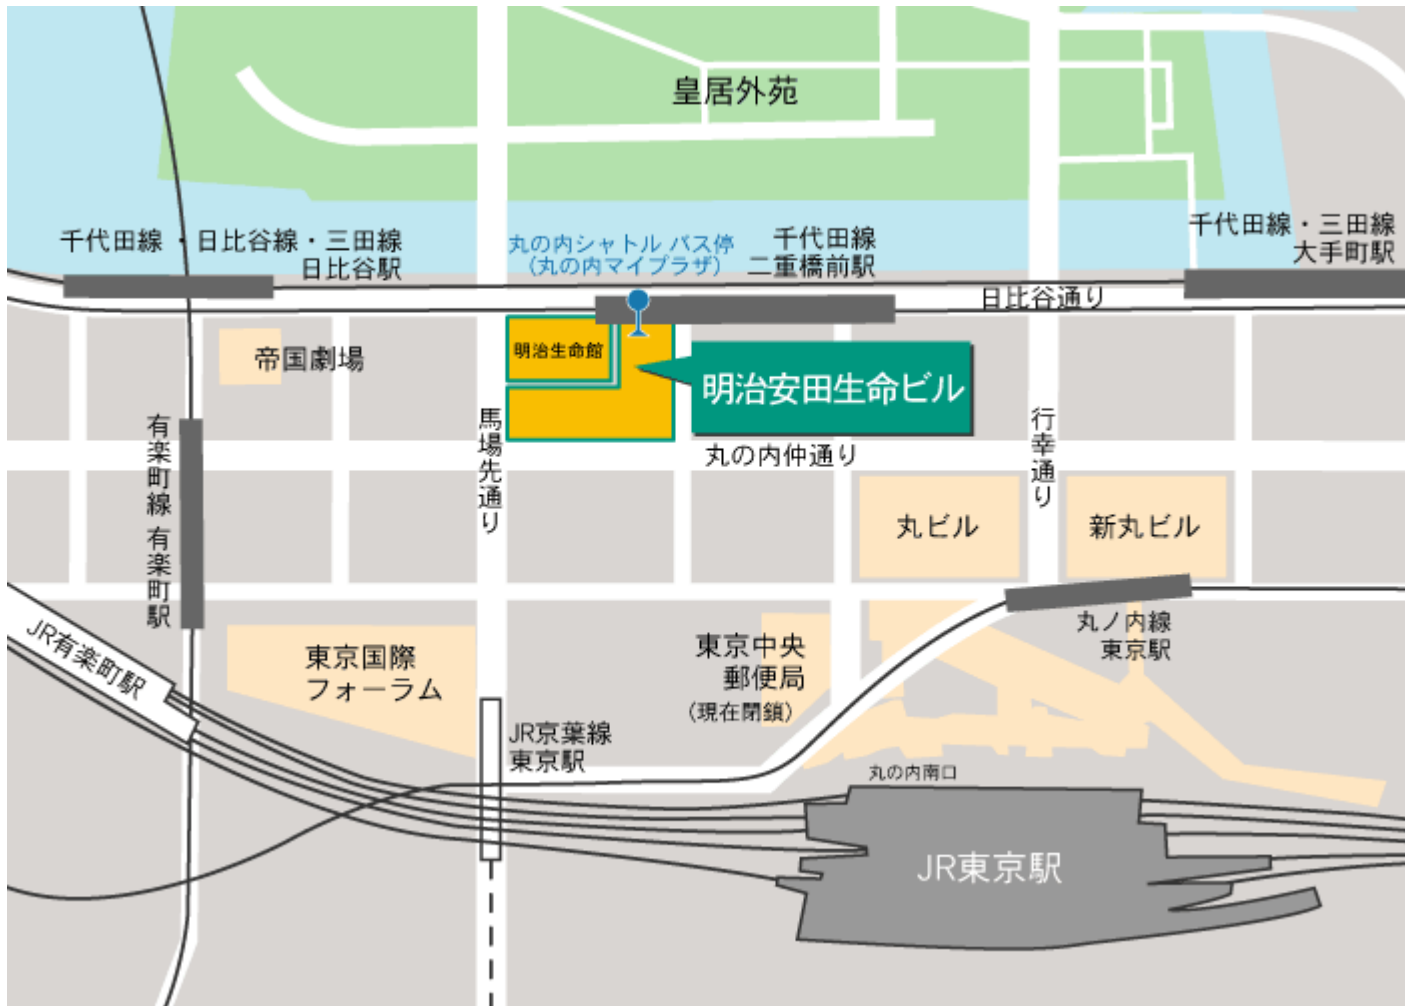 皇居外苑
千代田線・日比谷線・三田線
日比谷駅
丸の内シャトル バス停
(丸の内マイプラザ)
千代田線
二重橋前駅
千代田線・三田線
大手町駅
日比谷通り
帝国劇場
明治生命館
明治安田生命ビル
有楽町線 有楽町駅
馬場先通り
丸の内仲通り
行幸通り
丸ビル
新丸ビル
JR有楽町駅
東京国際
フォーラム
東京中央
郵便局
(現在閉鎖)
丸ノ内線
東京駅
JR京葉線
東京駅
丸の内南口
JR東京駅